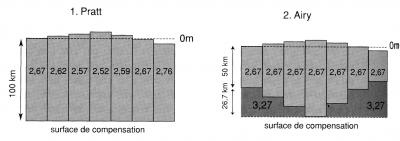 1. Pratt
0m
100 km
2,67 2,62 2,57 2,52 2,59 2,67 2,76
surface de compensation
2. Airy
0m
50 km
2,67 2,67 2,67 2,67 2,67 2,67 2,67
26,7 km
3,27 3,27
surface de compensation